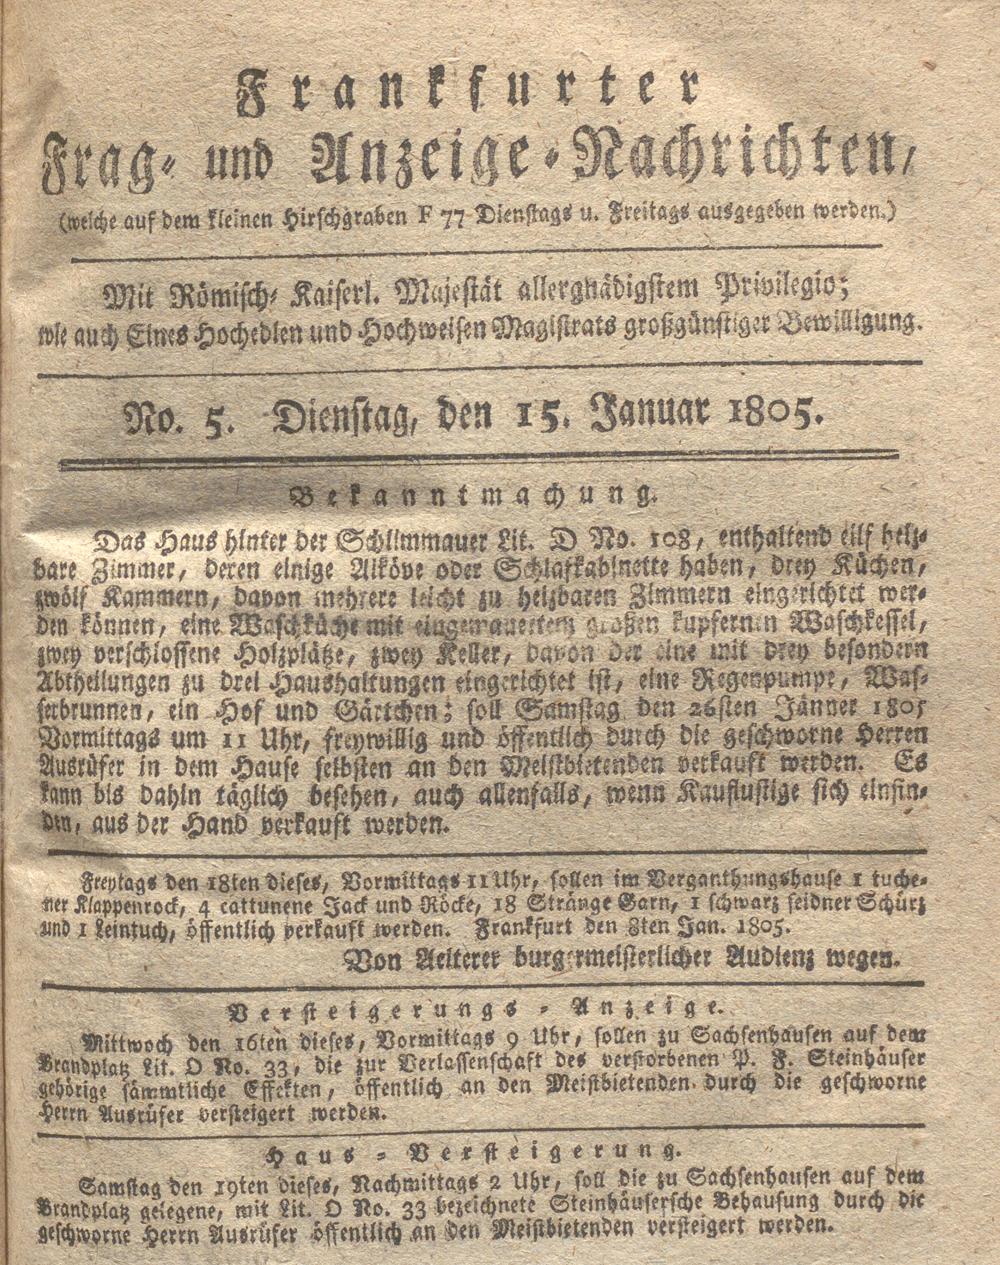 Frankfurter
Frag- und Anzeige-Nachrichten,
(welche auf dem kleinen Hirschgraben F 77 Dienstags u. Freitags ausgegeben werden.)
Mit Römisch- Kaiserl. Majestät allergnädigstem Privilegio;
wie auch Eines Hochedlen und Hochweisen Magistrats großgünstiger Bewilligung.
No. 5. Dienstag, den 15. Januar 1805.
Bekanntmachung.
Das Haus hinter der Schlimmauer Lit. D No. 108, enthaltend eilf heiz-
bare Zimmer, deren einige Alköve oder Schlafkabinette haben, drey Küchen,
zwölf Kammern, davon mehrere leicht zu heizbaren Zimmern eingerichtet wer-
den können, eine Waschküche mit eingemauertem großen kupfernen Waschkessel,
zwey verschlossene Holzplätze, zwey Keller, davon der eine mit drey besondern
Abtheilungen zu drei Haushaltungen eingerichtet ist, eine Regenpumpe, Was-
serbrunnen, ein Hof und Gärtchen; soll Samstag den 26sten Jänner 1805
Vormittags um 11 Uhr, freywillig und öffentlich durch die geschworne Herren
Ausrüfer in dem Hause selbsten an den Meistbietenden verkauft werden. Es
kann bis dahin täglich besehen, auch allenfalls, wenn Kauflustige sich einfin-
den, aus der Hand verkauft werden.
Freytags den 18ten dieses, Vormittags 11 Uhr, sollen im Verganthungshause 1 tuche-
ner Klappenrock, 4 cattunene Jack und Röcke, 18 Stränge Garn, 1 schwarz seidner Schürz
und 1 Leintuch, öffentlich verkauft werden. Frankfurt den 8ten Jan. 1805.
Von Aelterer burgermeisterlicher Audienz wegen.
Versteigerungs-Anzeige.
Mittwoch den 16ten dieses, Vormittags 9 Uhr, sollen zu Sachsenhausen auf dem
Brandplatz Lit. O No. 33, die zur Verlassenschaft des verstorbenen P. F. Steinhäuser
gehörige sämmtliche Effekten, öffentlich an den Meistbietenden durch die geschworne
Herrn Ausrüfer versteigert werden.
Haus-Versteigerung.
Samstag den 19ten dieses, Nachmittags 2 Uhr, soll die zu Sachsenhausen auf dem
Brandplatz gelegene, mit Lit. O No. 33 bezeichnete Steinhäusersche Behausung durch die
geschworne Herrn Ausrüfer öffentlich an den Meistbietenden versteigert werden.